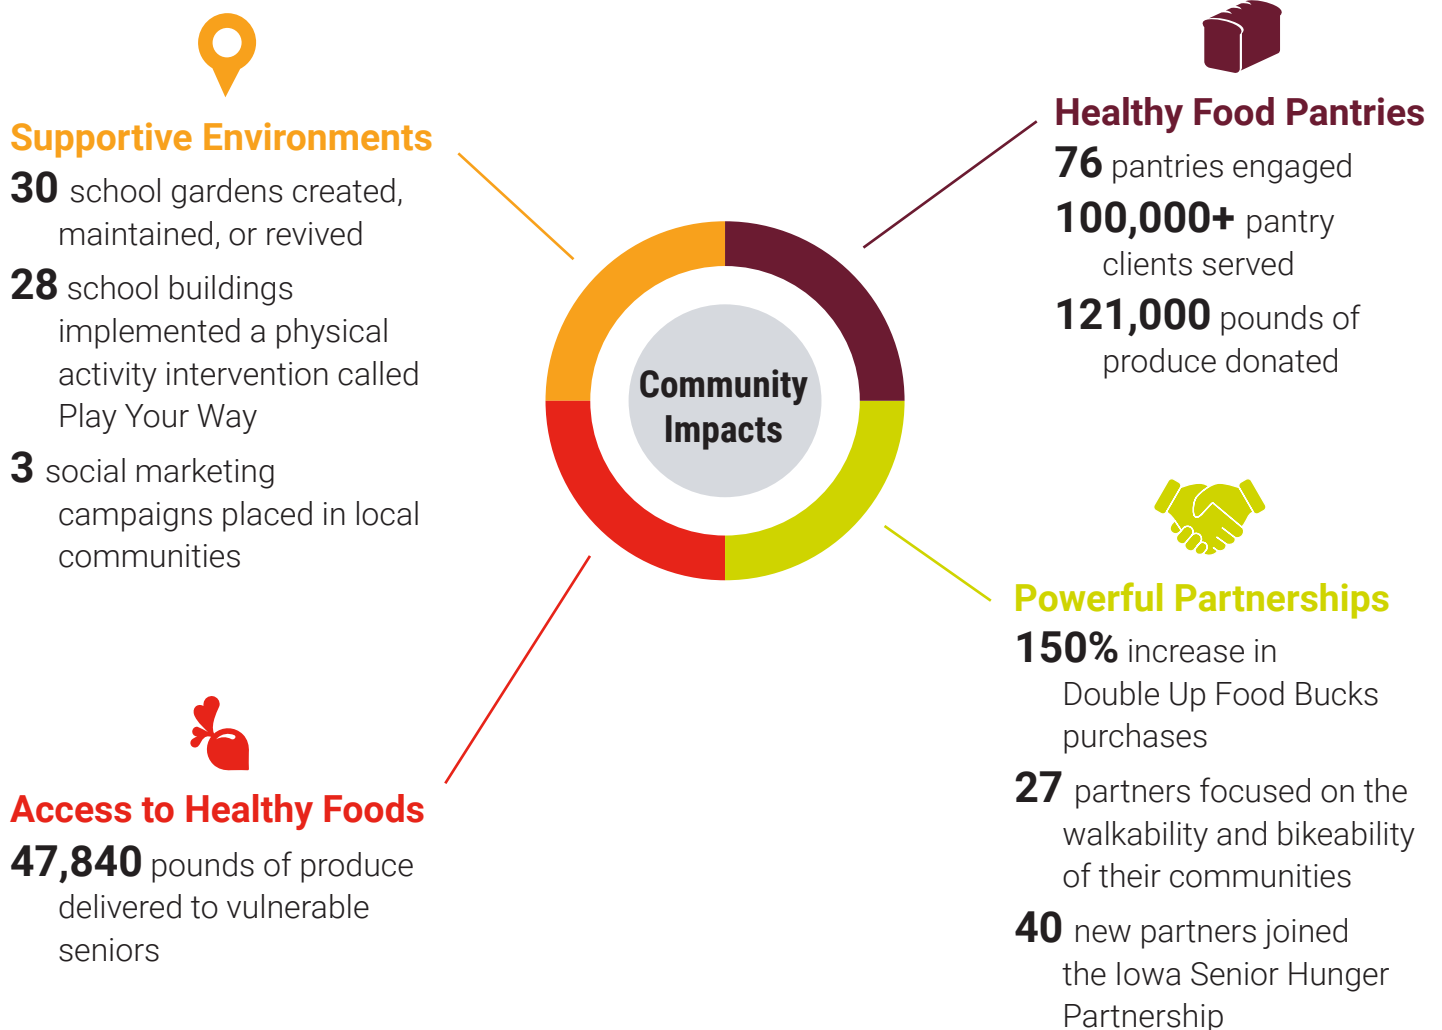 Supportive Environments
30 school gardens created,
maintained, or revived
28 school buildings
implemented a physical
activity intervention called
Play Your Way
3 social marketing
campaigns placed in local
communities
Healthy Food Pantries
76 pantries engaged
100,000+ pantry
clients served
121,000 pounds of
produce donated
Community
Impacts
Access to Healthy Foods
47,840 pounds of produce
delivered to vulnerable
seniors
Powerful Partnerships
150% increase in
Double Up Food Bucks
purchases
27 partners focused on the
walkability and bikeability
of their communities
40 new partners joined
the Iowa Senior Hunger
Partnership